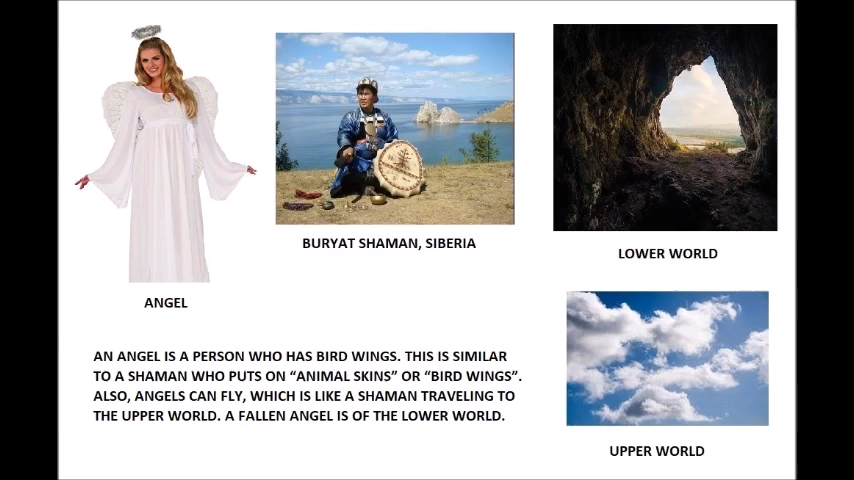 BURYAT SHAMAN, SIBERIA
LOWER WORLD
ANGEL
AN ANGEL IS A PERSON WHO HAS BIRD WINGS. THIS IS SIMILAR
TO A SHAMAN WHO PUTS ON “ANIMAL SKINS” OR “BIRD WINGS”.
ALSO, ANGELS CAN FLY, WHICH IS LIKE A SHAMAN TRAVELING TO
THE UPPER WORLD. A FALLEN ANGEL IS OF THE LOWER WORLD.
UPPER WORLD